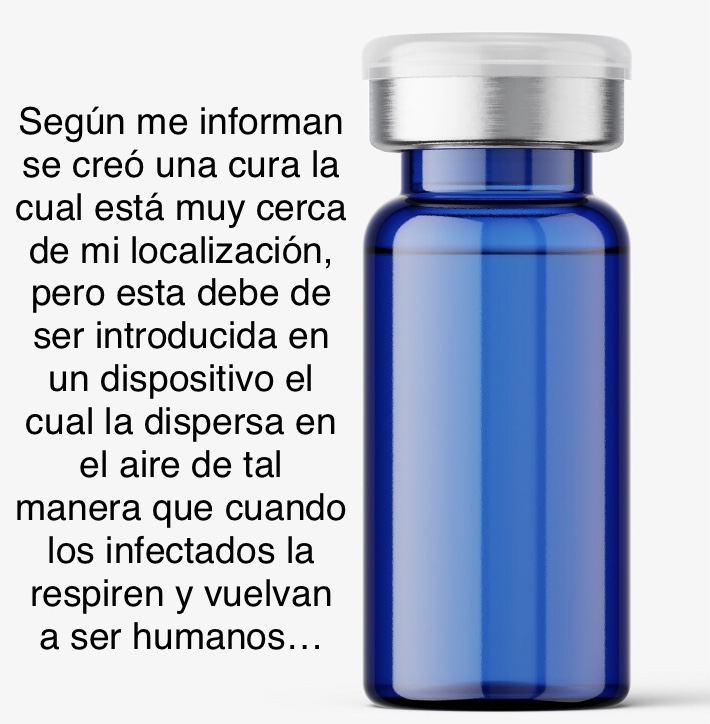 Según me informan
se creó una cura la
cual está muy cerca
de mi localización,
pero esta debe de
ser introducida en
un dispositivo el
cual la dispersa en
el aire de tal
manera que cuando
los infectados la
respiren y vuelvan
a ser humanos...